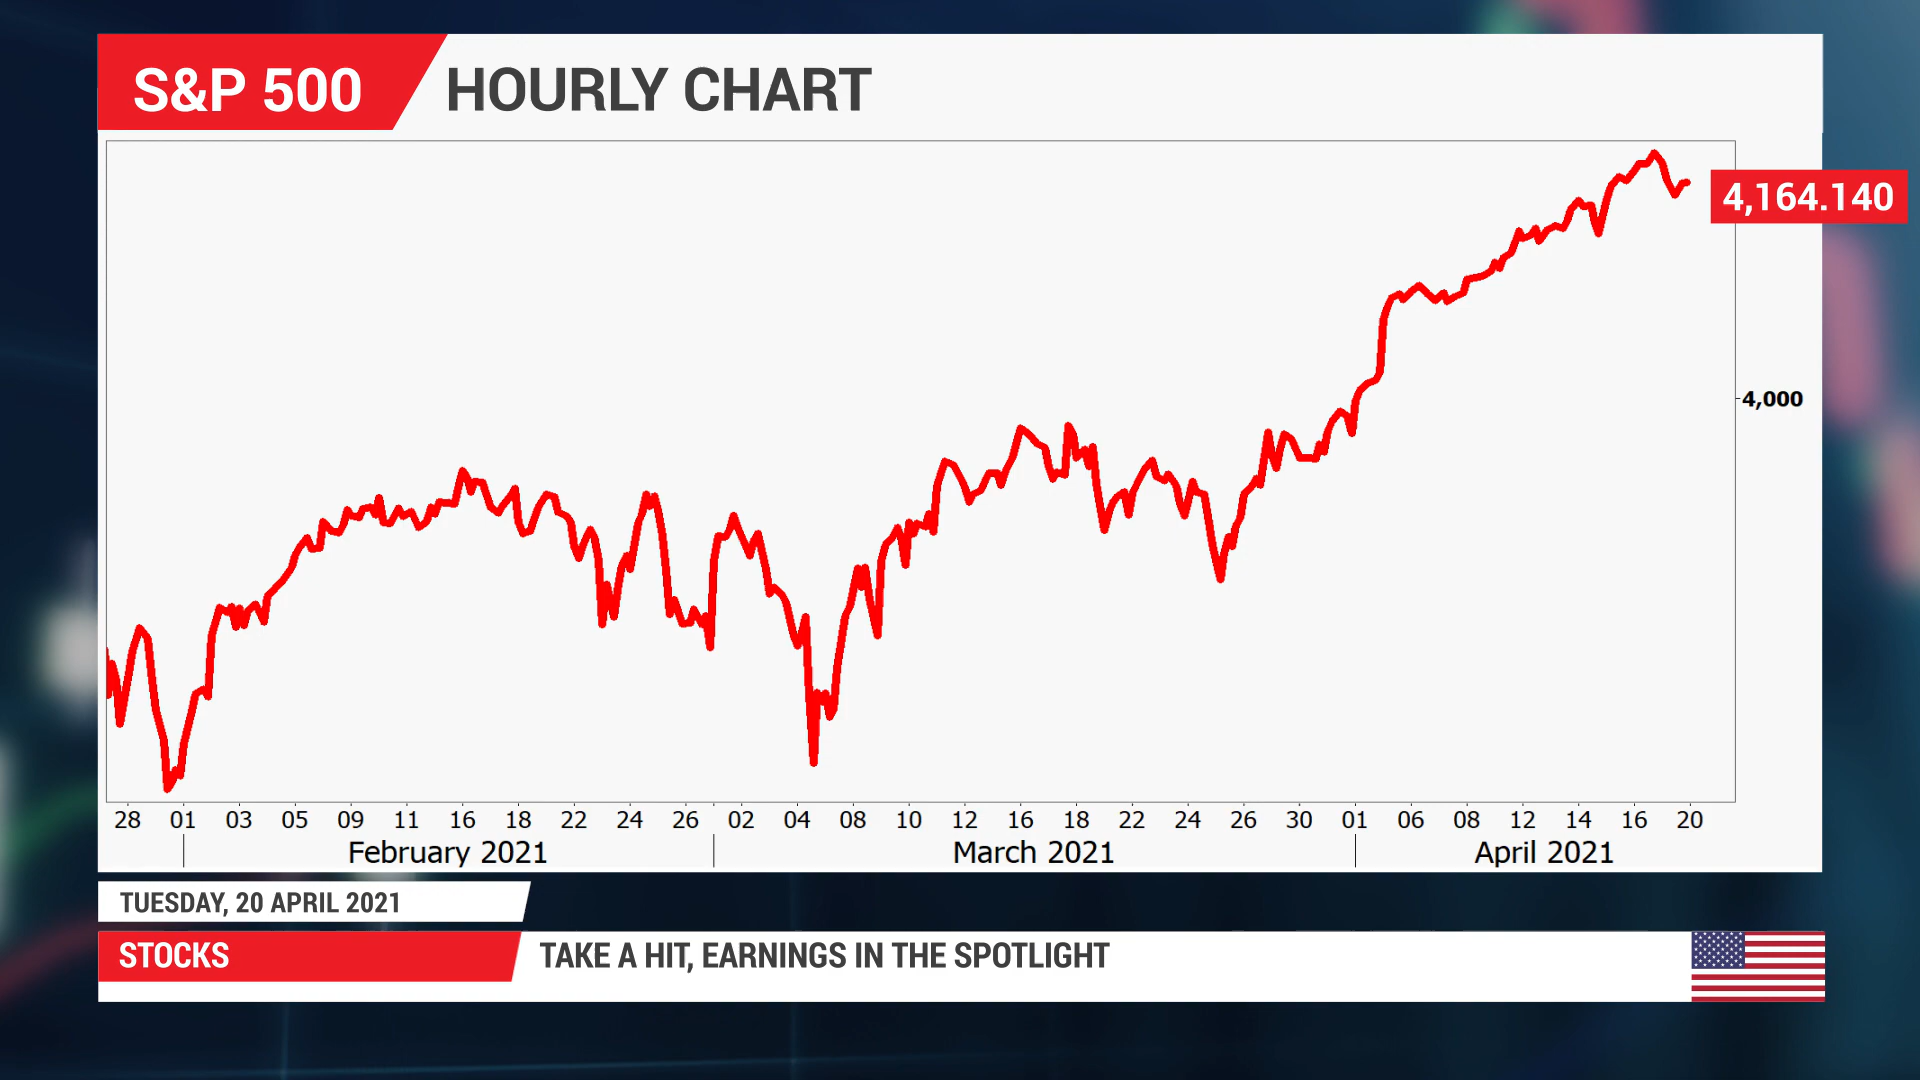 S&P 500 HOURLY CHART
4,164.140
4,000
28 01 03 05 09 11 16 18 22 24 26 02 04 08 10 12 16 18 22 24 26 30 01 06 08 12 14 16 20
February 2021 March 2021 April 2021
TUESDAY, 20 APRIL 2021
STOCKS TAKE A HIT, EARNINGS IN THE SPOTLIGHT